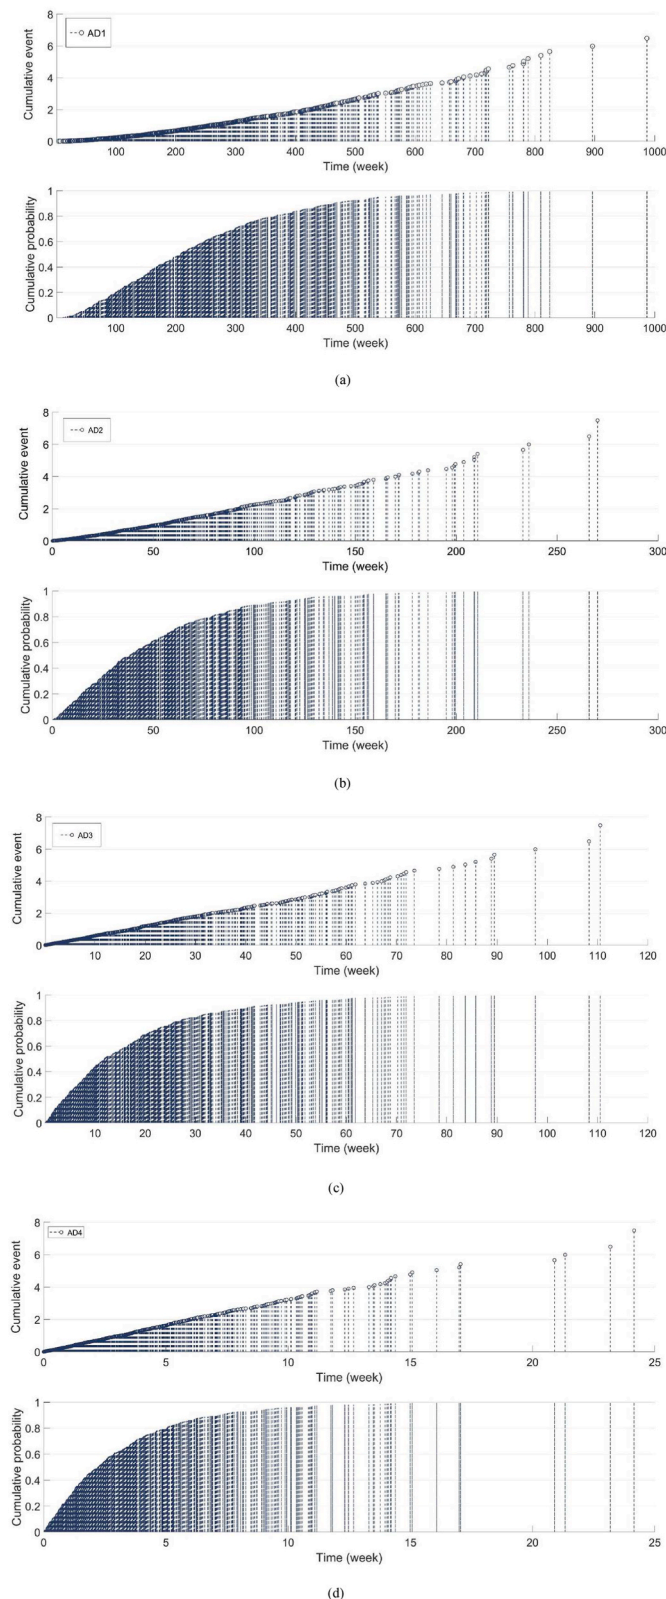 8
6
4
2
0
Cumulative event
AD1
100 200 300 400 500 600 700 800 900 1000
Time (week)
1
0.8
0.6
0.4
0.2
0
Cumulative probability
100 200 300 400 500 600 700 800 900 1000
Time (week)
(a)
8
6
4
2
0
Cumulative event
AD2
0 50 100 150 200 250 300
Time (week)
1
0.8
0.6
0.4
0.2
0
Cumulative probability
50 100 150 200 250 300
Time (week)
(b)
8
6
4
2
0
Cumulative event
AD3
10 20 30 40 50 60 70 80 90 100 110 120
Time (week)
1
0.8
0.6
0.4
0.2
0
Cumulative probability
10 20 30 40 50 60 70 80 90 100 110 120
Time (week)
(c)
8
6
4
2
0
Cumulative event
AD4
0 5 10 15 20 25
Time (week)
1
0.8
0.6
0.4
0.2
0
Cumulative probability
0 5 10 15 20 25
Time (week)
(d)